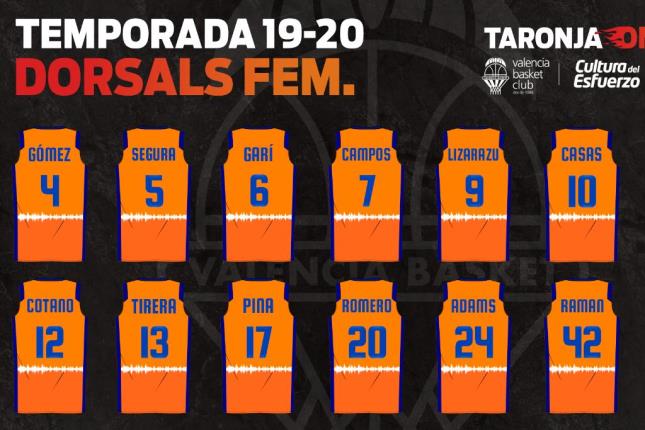 TEMPORADA 19-20
DORSALS FEM.
TARONJA
valencia
basket
club
Cultura del
Esfuerzo
GÓMEZ SEGURA GARÍ CAMPOS LIZARAZU CASAS
4 5 6 7 9 10
VALENCIA BASKET
COTANO TIRERA PINA ROMERO ADAMS RAMAN
12 13 17 20 24 42